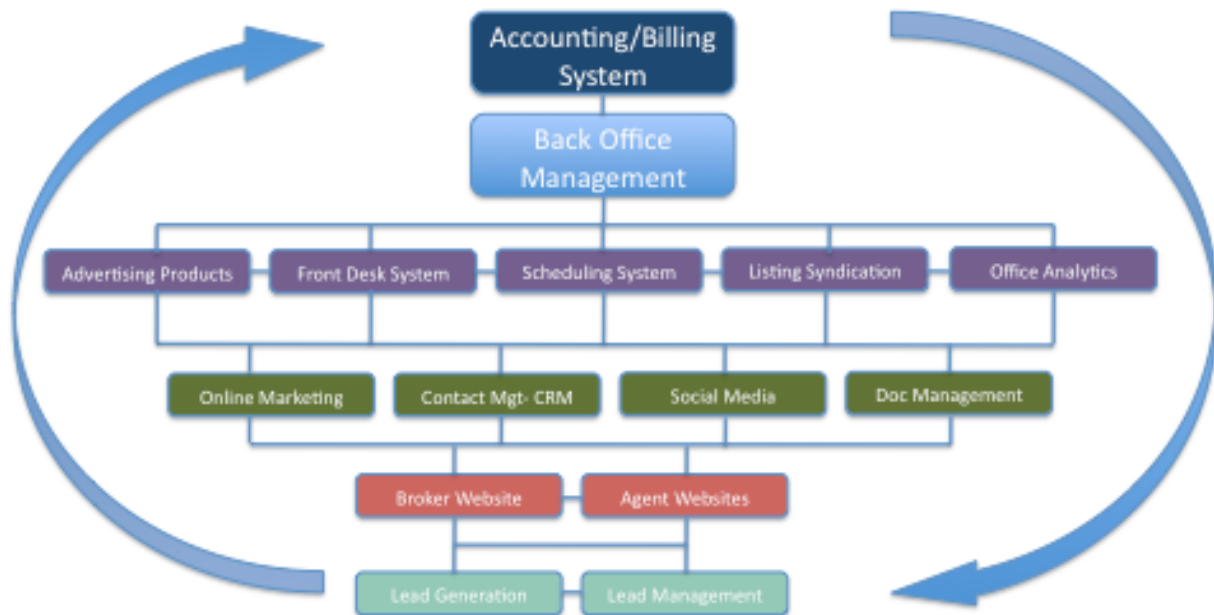 Accounting/Billing
System
Back Office
Management
Advertising Products
Front Desk System
Scheduling System
Listing Syndication
Office Analytics
Online Marketing
Contact Mgt- CRM
Social Media
Doc Management
Broker Website
Agent Websites
Lead Generation
Lead Management